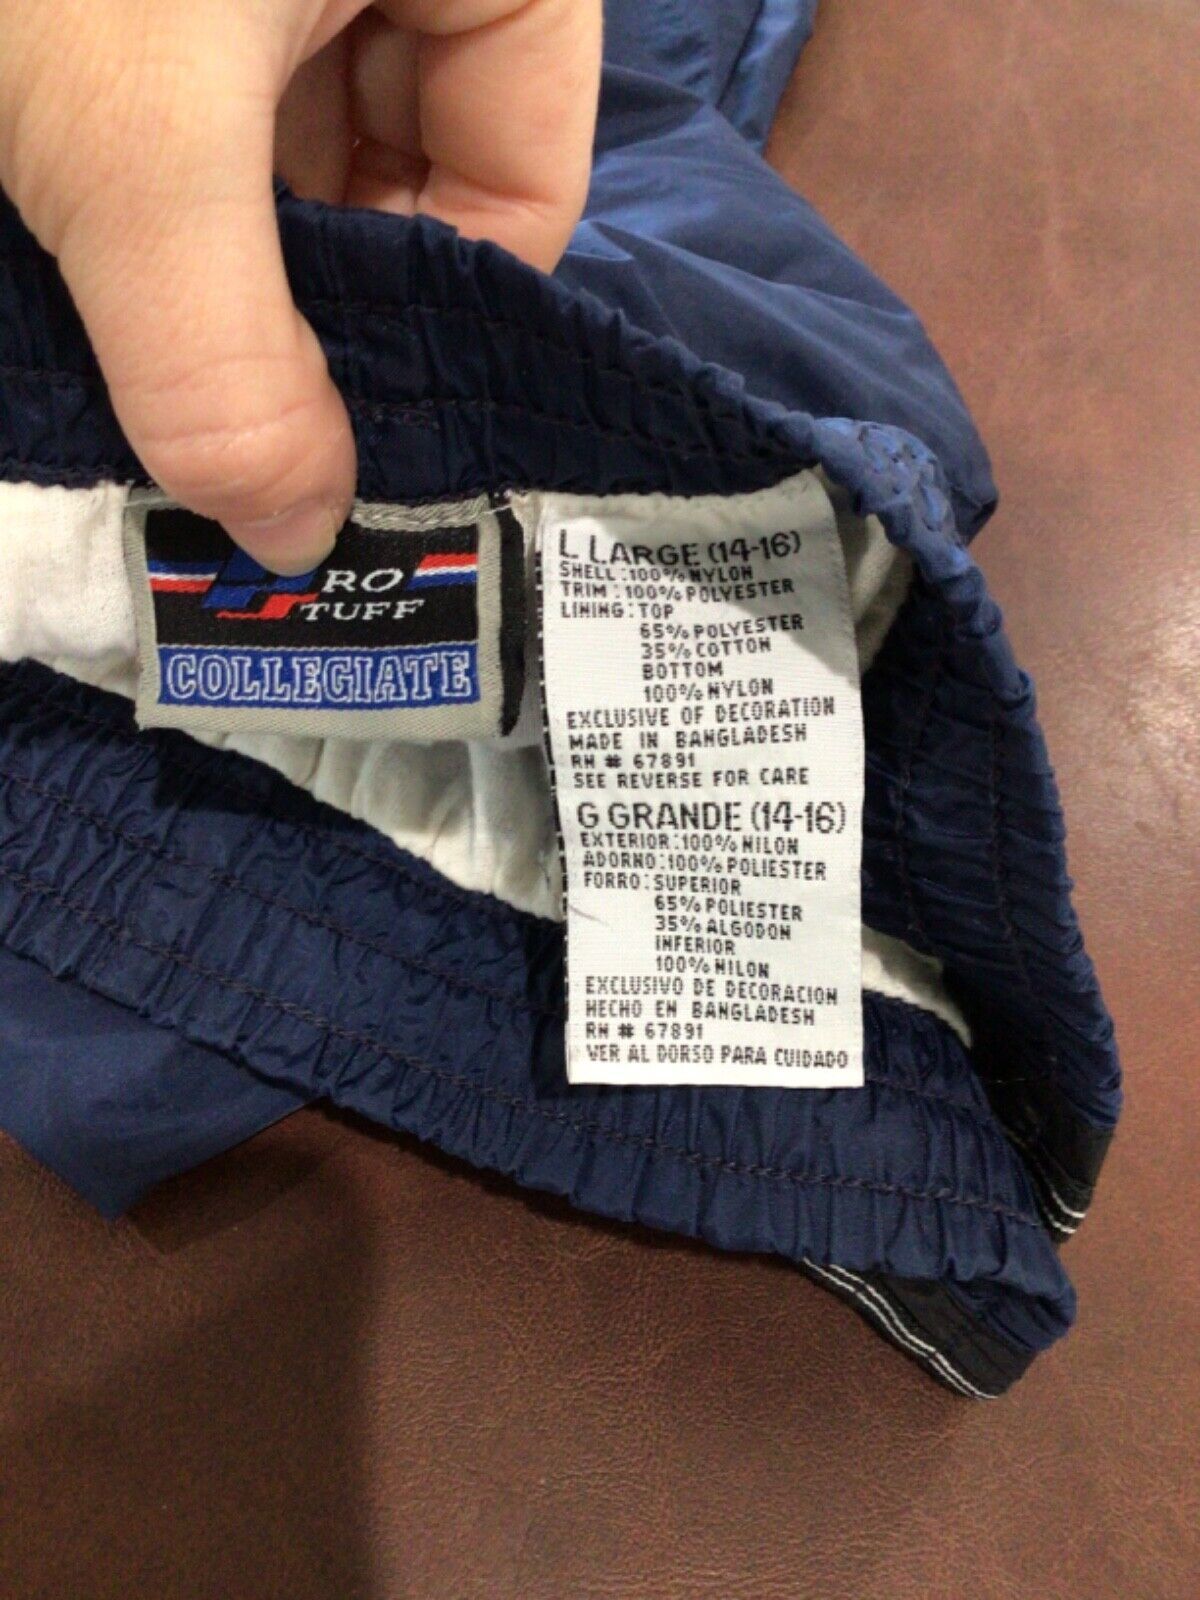 PRO
TUFF
COLLEGIATE
L LARGE (14-16)
SHELL:100% NYLON
TRIM:100% POLYESTER
LINING:TOP
65% POLYESTER
35% COTTON
BOTTOM
100% NYLON
EXCLUSIVE OF DECORATION
MADE IN BANGLADESH
RN # 67891
SEE REVERSE FOR CARE
G GRANDE (14-16)
EXTERIOR:100% NILON
ADORNO:100% POLIESTER
FORRO:SUPERIOR
65% POLIESTER
35% ALGODON
INFERIOR
100% NILON
EXCLUSIVO DE DECORACION
HECHO EN BANGLADESH
RN # 67891
VER AL DORSO PARA CUIDADO